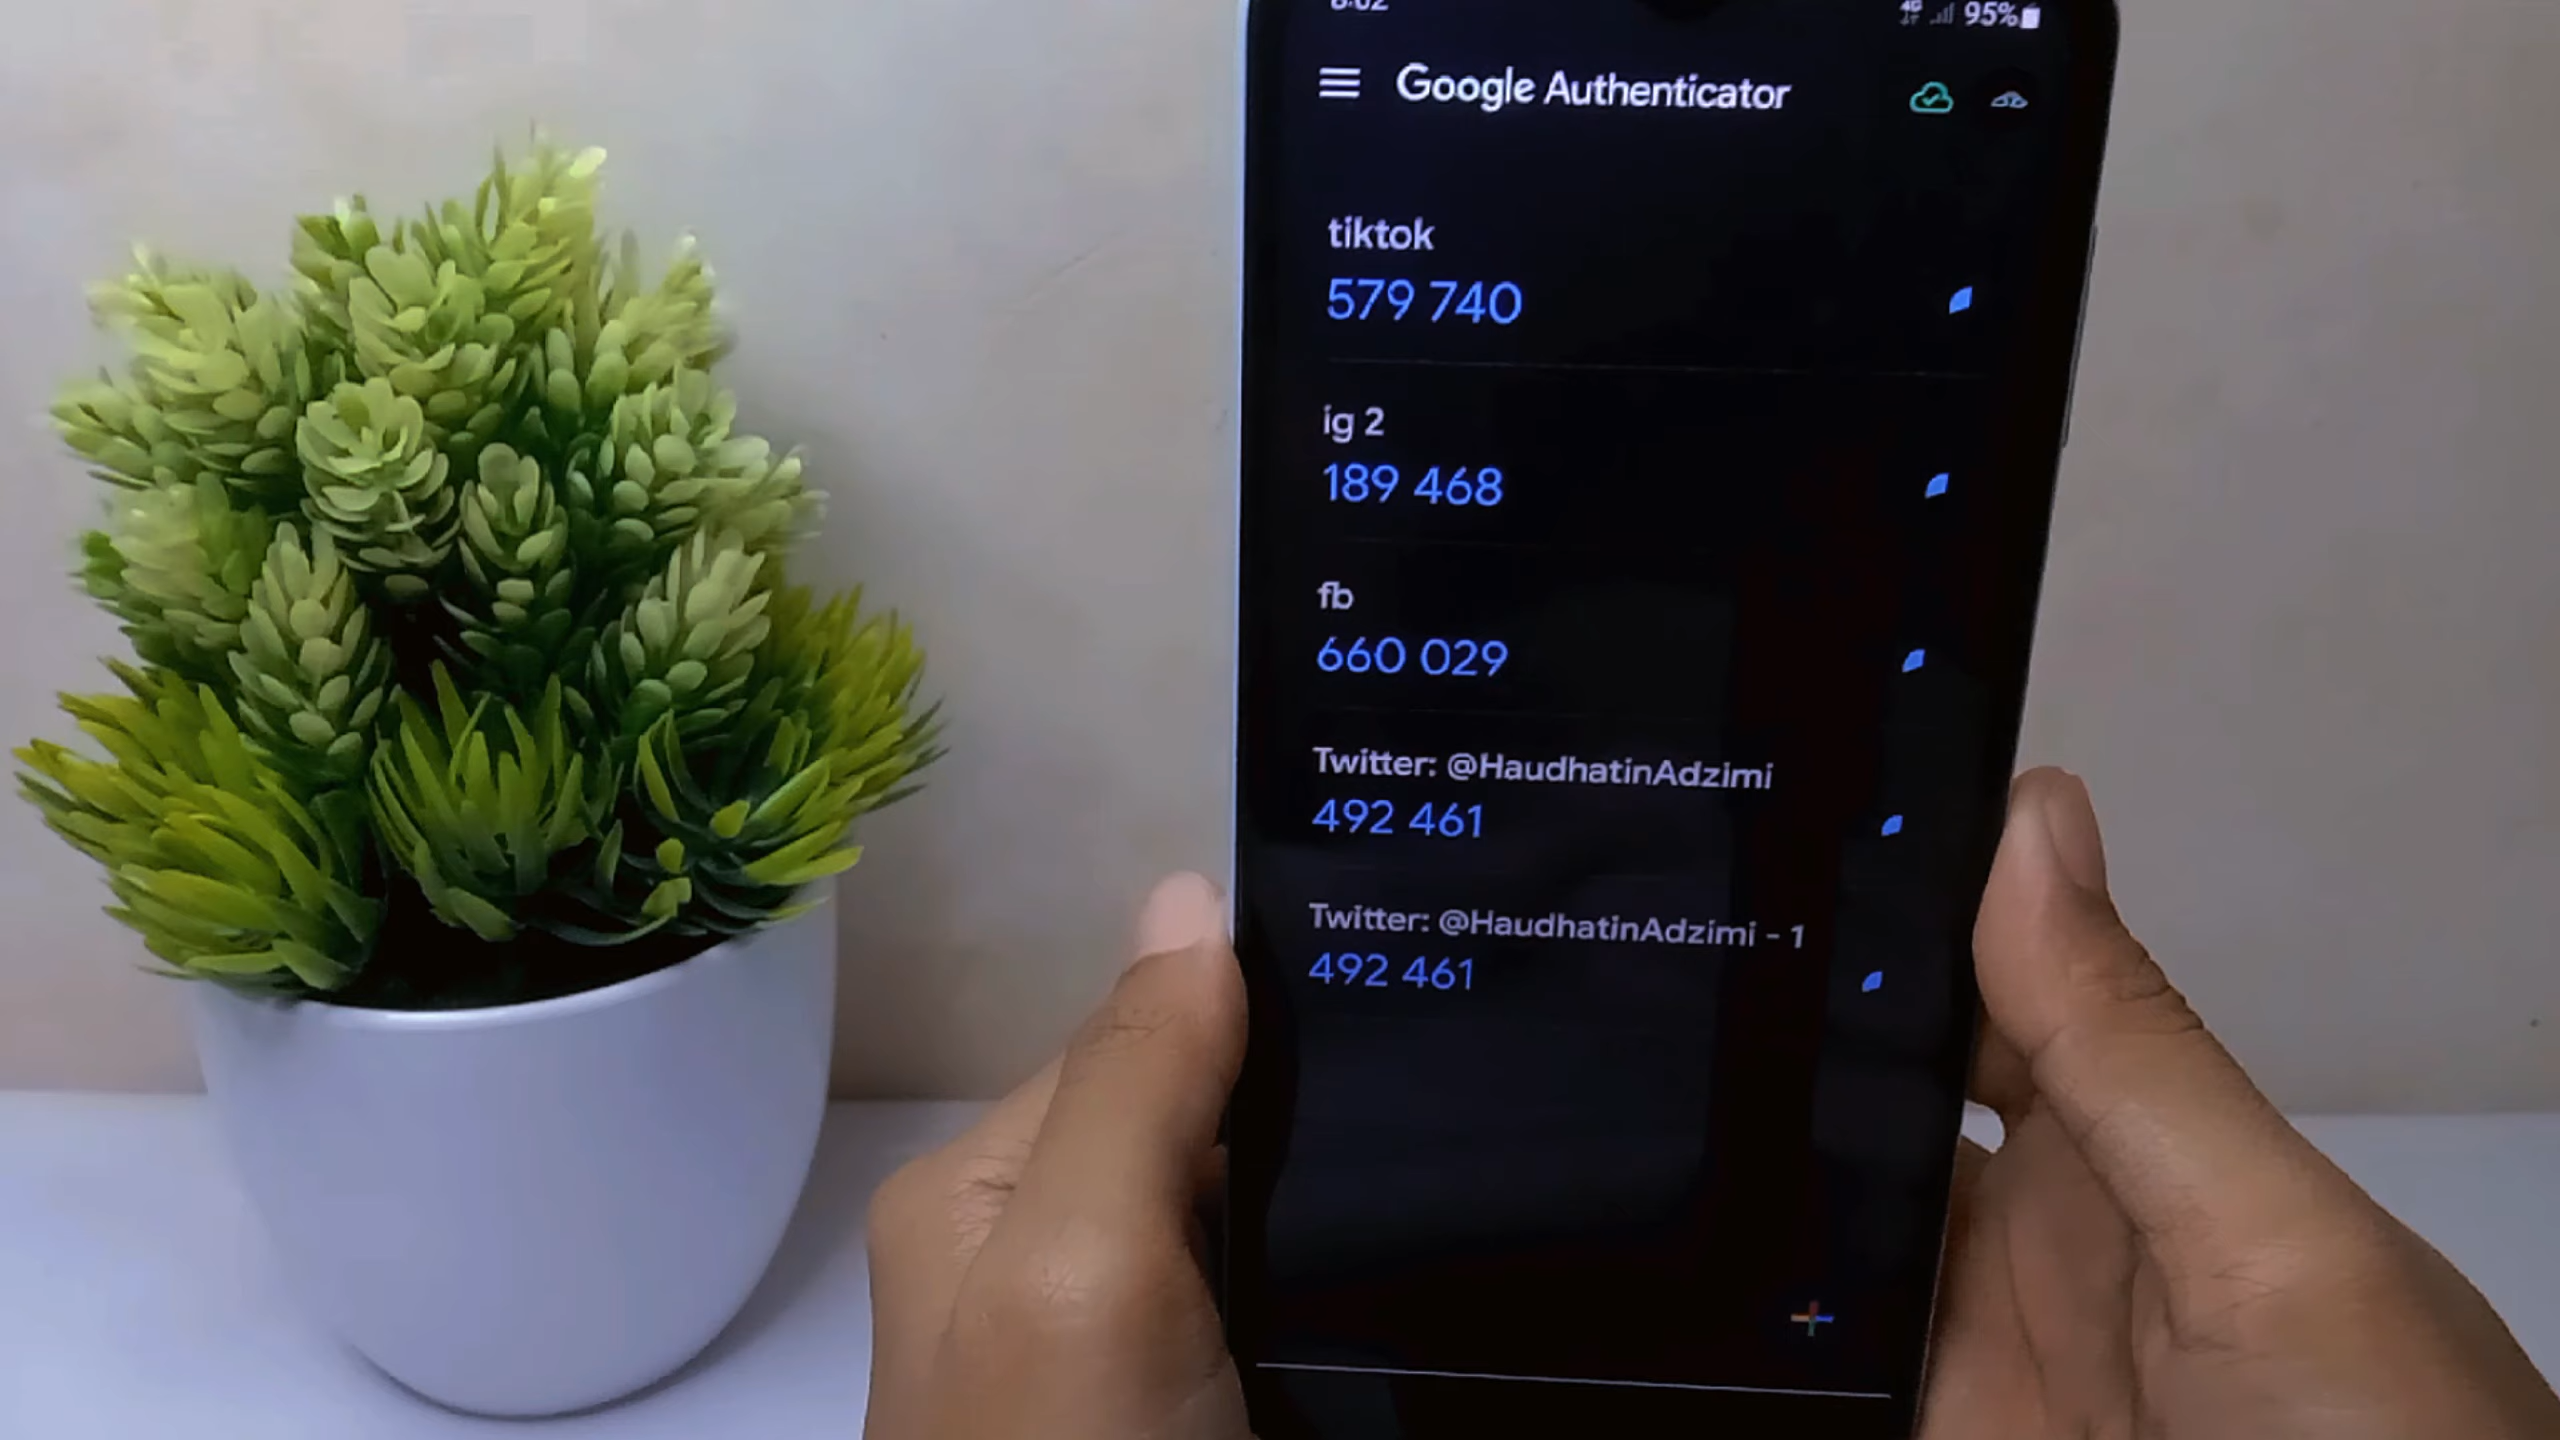 95%
Google Authenticator
tiktok
579 740
ig 2
189 468
fb
660 029
Twitter: @HaudhatinAdzimi
492 461
Twitter: @HaudhatinAdzimi - 1
492 461